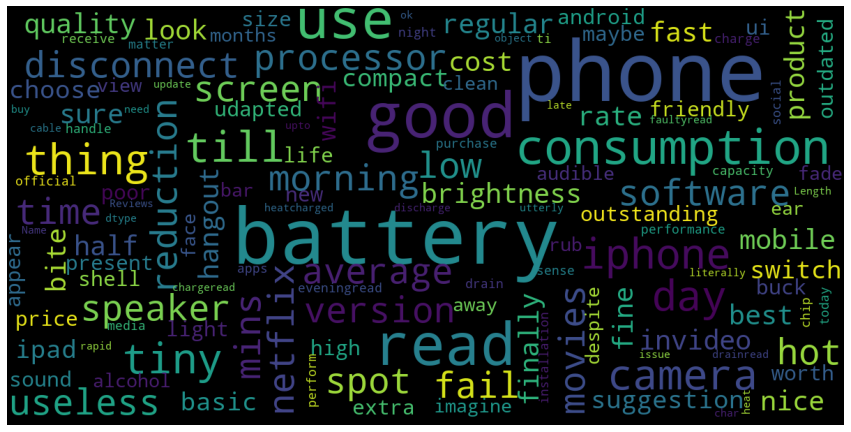 quality
look
size
use
regular
android
ok
night
object
ti
charge
ui
receive
matter
months
maybe
fast
product
outdated
disconnect
processor
cost
compact
clean
choose
view
update
screen
wifi
social
sure
buy
need
udapted
rate
friendly
late
faultyread
phone
good
cable
handle
upto
thing
reduction
till
life
purchase
consumption
capacity
official
morning
low
audible
fade
poor
bar
new
brightness
software
Length
time
Reviews
dtype
Name
hangout
face
heatcharged
discharge
utterly
outstanding
ear
performance
battery
bite
half
present
apps
rub
iphone
mobile
appear
shell
chargeread
eveningread
average
drain
sense
literally
switch
speaker
mins
netflix
version
away
finally
installation
movies
despite
fine
day
buck
best
chip
today
price
media
light
read
high
invideo
issue
drainread
hot
ipad
rapid
tiny
perform
spot
fail
camera
worth
sound
alcohol
heat
useless
basic
extra
imagine
suggestion
char
nice